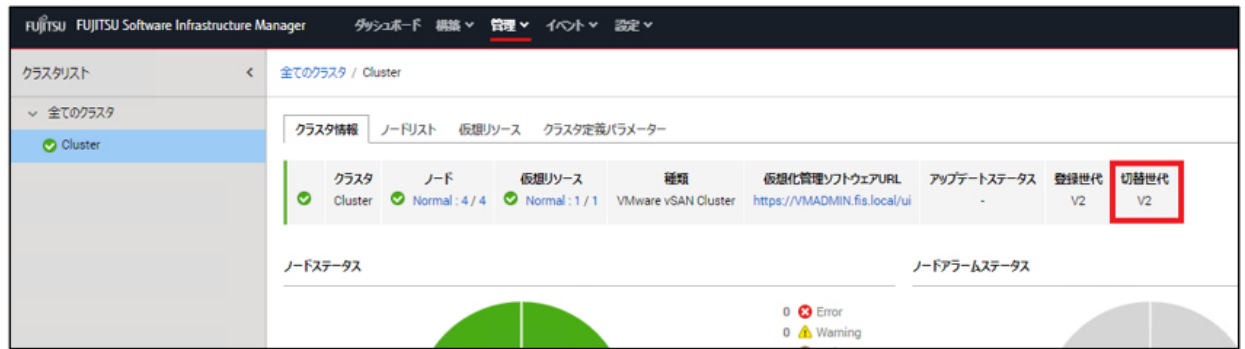 FUJITSU FUJITSU Software Infrastructure Manager ダッシュボード 構築 管理 イベント 設定
クラスタリスト
全てのクラスタ / Cluster
全てのクラスタ
Cluster
クラスタ情報 ノードリスト 仮想リソース クラスタ定義パラメーター
クラスタ ノード 仮想リソース 種類 仮想化管理ソフトウェアURL アップデートステータス 登録世代 切替世代
Cluster Normal : 4 / 4 Normal : 1 / 1 VMware vSAN Cluster https://VMADMIN.fis.local/ui - V2 V2
ノードステータス ノードアラームステータス
0 Error
0 Warning